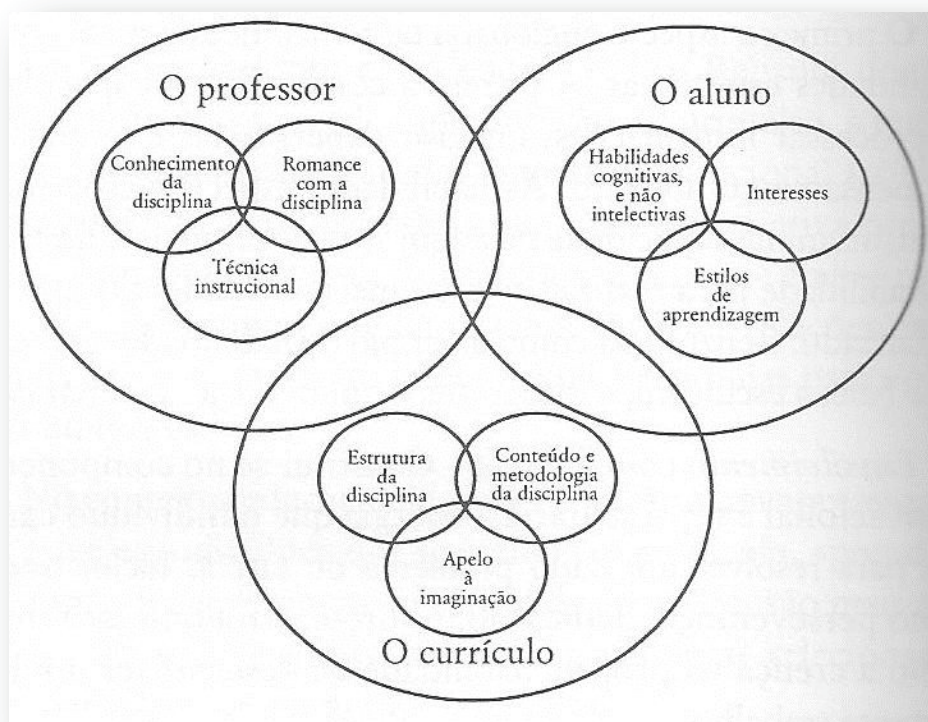 O professor
Conhecimento
da
disciplina
Romance
com a
disciplina
Técnica
instrucional
O aluno
Habilidades
cognitivas,
e não
intelectivas
Interesses
Estilos
de
aprendizagem
Estrutura
da
disciplina
Conteúdo e
metodologia
da disciplina
Apelo
à
imaginação
O currículo